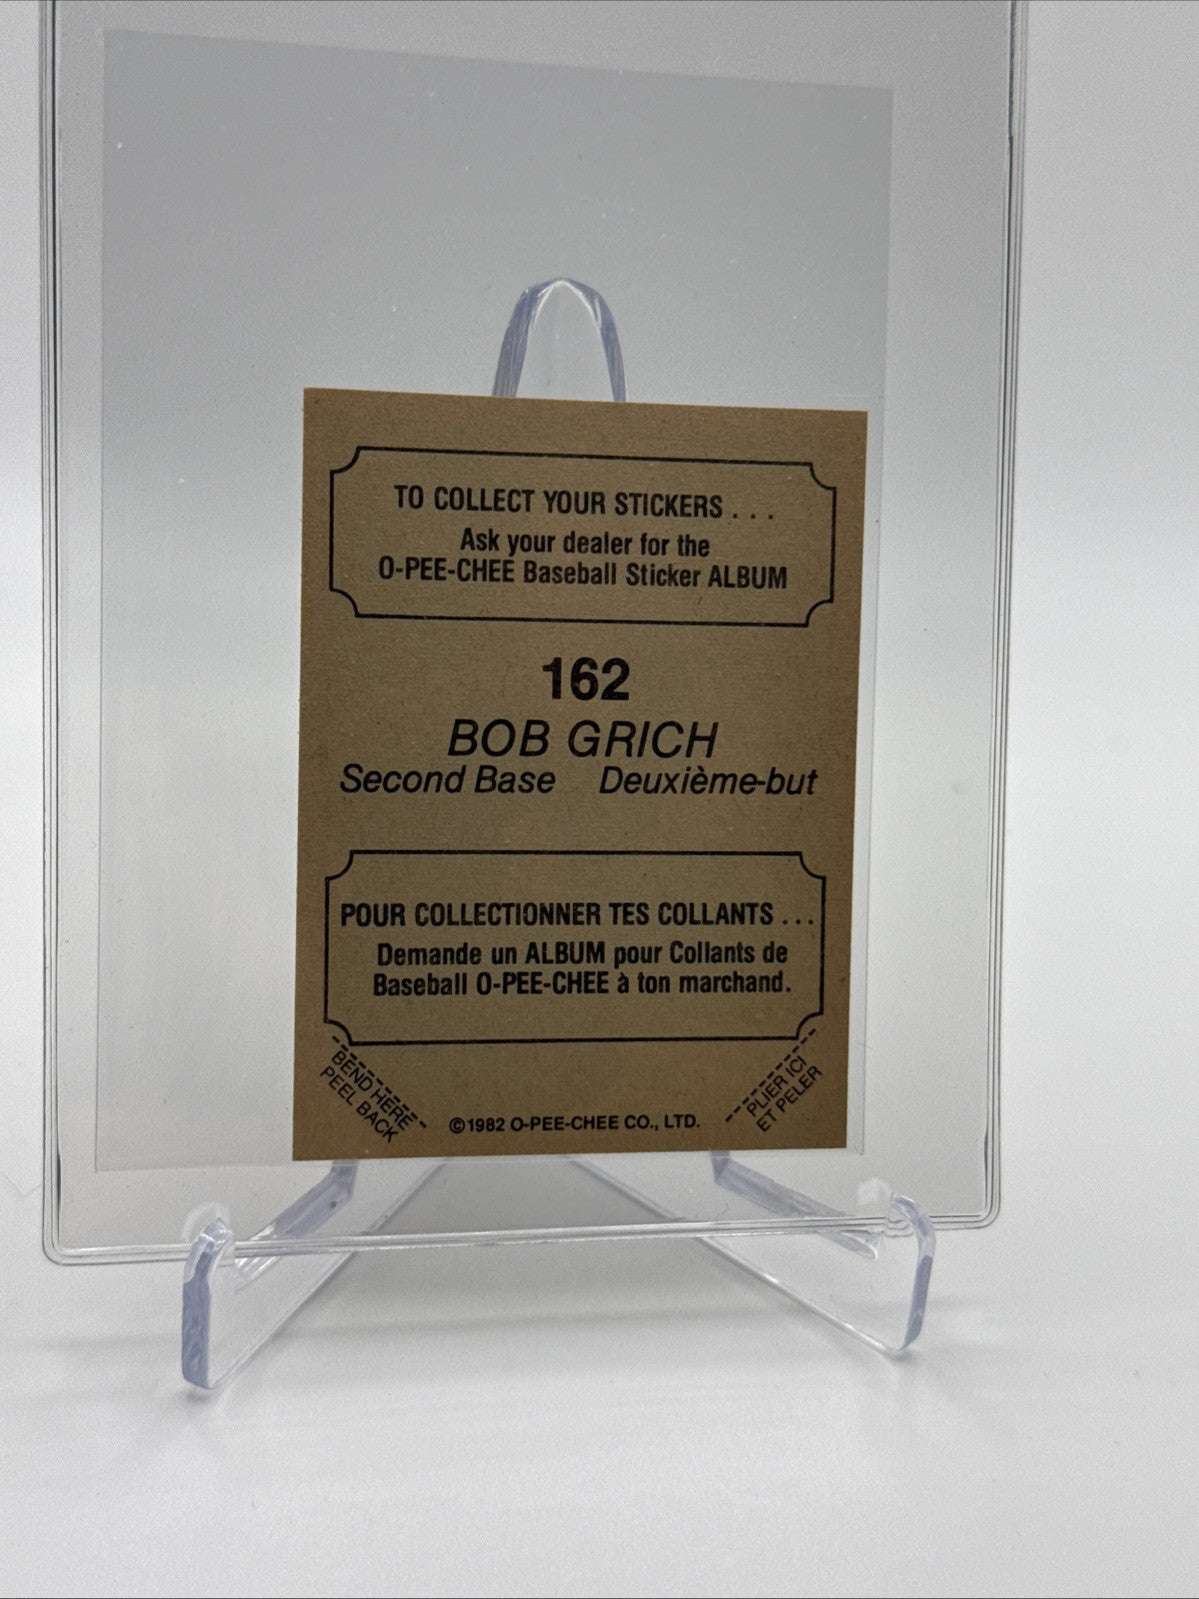 TO COLLECT YOUR STICKERS . . .
Ask your dealer for the
O-PEE-CHEE Baseball Sticker ALBUM
162
BOB GRICH
Second Base Deuxième-but
POUR COLLECTIONNER TES COLLANTS . . .
Demande un ALBUM pour Collants de
Baseball O-PEE-CHEE à ton marchand.
BEND HERE
PEEL BACK
©1982 O-PEE-CHEE CO., LTD.
PLIER ICI
ET PELER